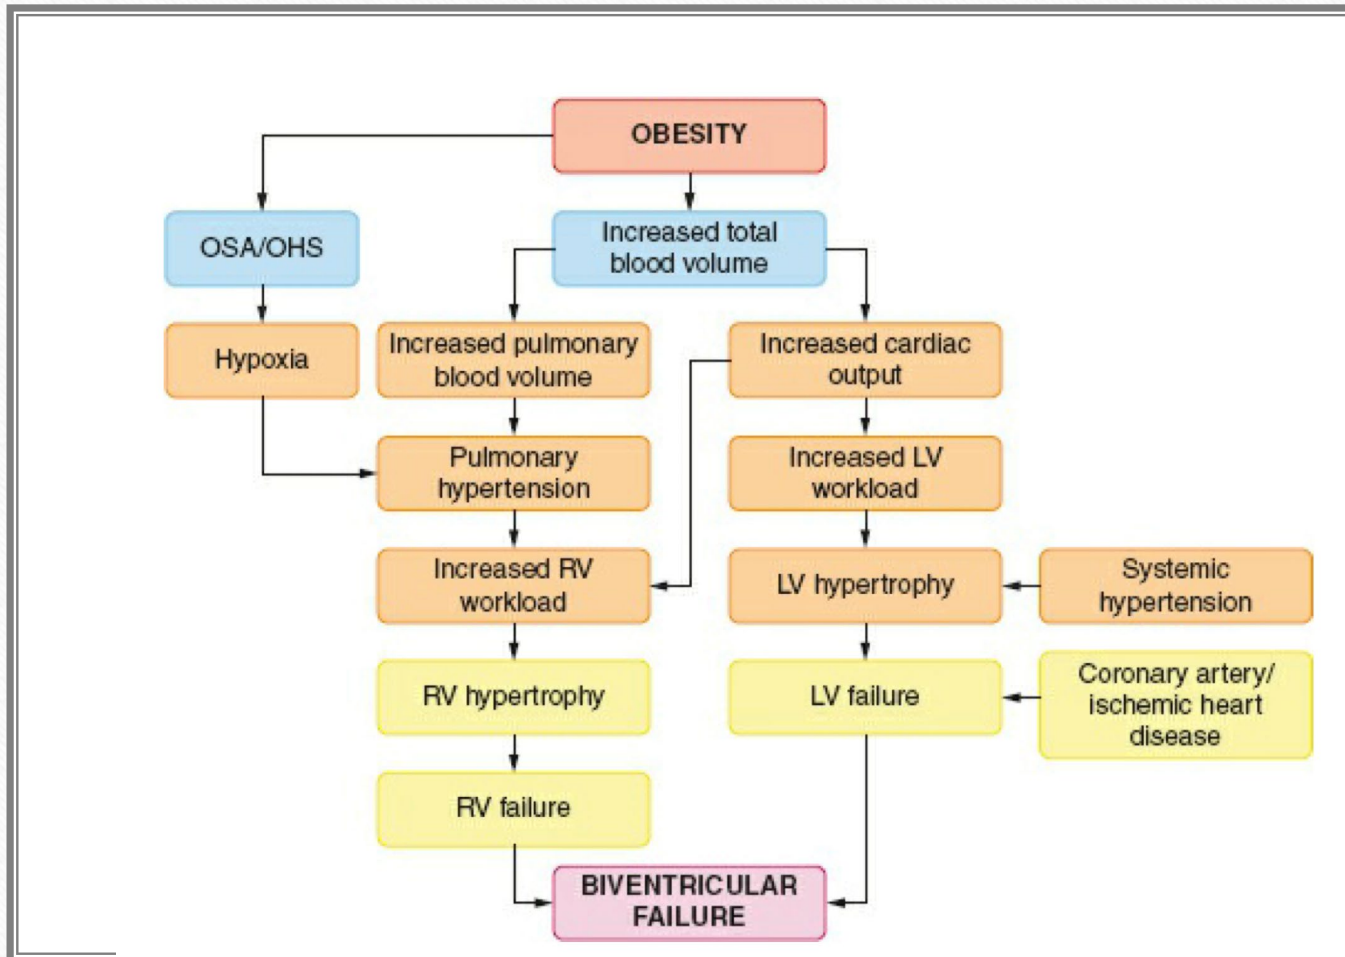 OBESITY
OSA/OHS
Increased total
blood volume
Hypoxia
Increased pulmonary
blood volume
Increased cardiac
output
Pulmonary
hypertension
Increased LV
workload
Increased RV
workload
LV hypertrophy
Systemic
hypertension
RV hypertrophy
LV failure
Coronary artery/
ischemic heart
disease
RV failure
BIVENTRICULAR
FAILURE